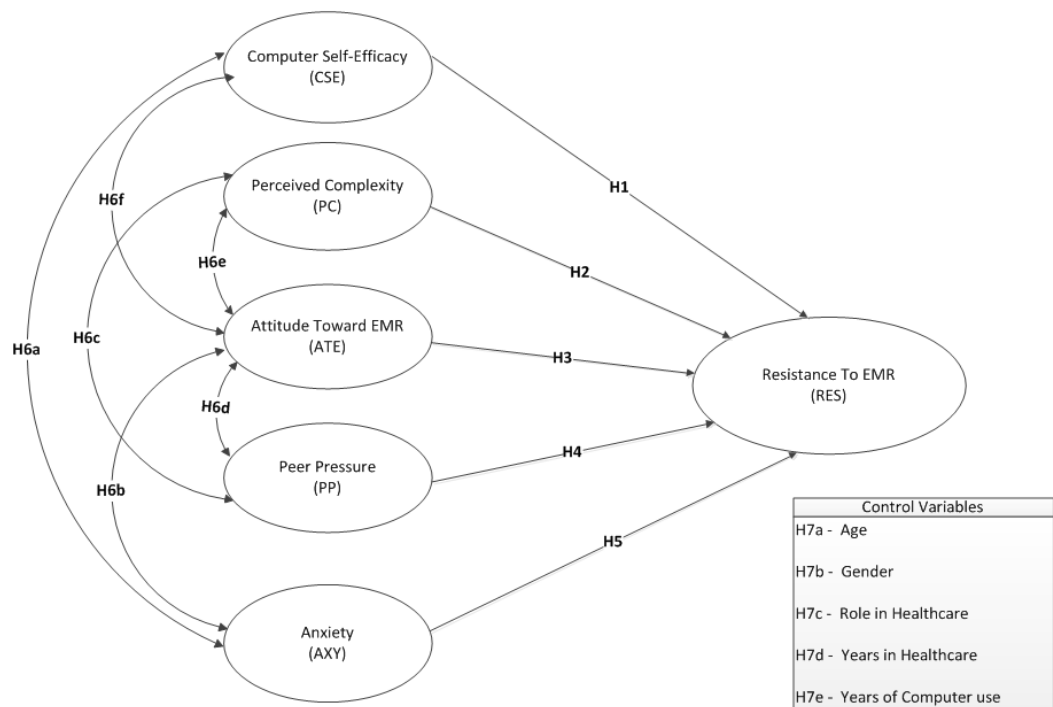 Computer Self-Efficacy
(CSE)
H1
H6f
Perceived Complexity
(PC)
H2
H6e
H6a
H6c
Attitude Toward EMR
(ATE)
H3
Resistance To EMR
(RES)
H6d
H6b
Peer Pressure
(PP)
H4
H5
Anxiety
(AXY)
Control Variables
H7a - Age
H7b - Gender
H7c - Role in Healthcare
H7d - Years in Healthcare
H7e - Years of Computer use